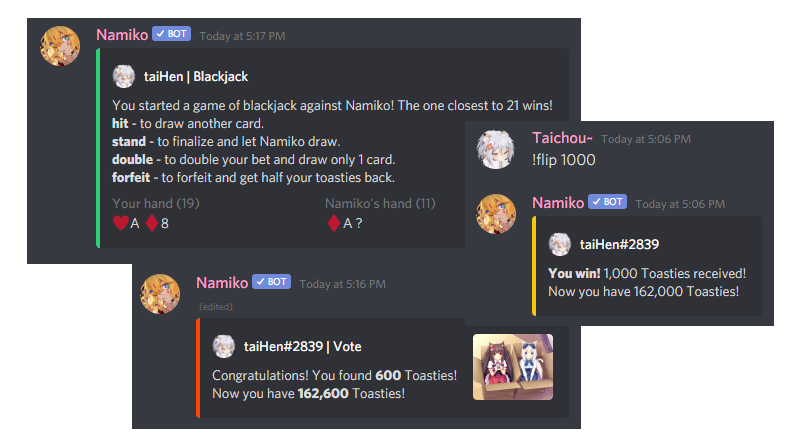 Namiko ✓ BOT Today at 5:17 PM
taiHen | Blackjack
You started a game of blackjack against Namiko! The one closest to 21 wins!
hit - to draw another card.
stand - to finalize and let Namiko draw.
double - to double your bet and draw only 1 card.
forfeit - to forfeit and get half your toasties back.
Your hand (19) Namiko's hand (11)
♥A ♦8 ♦A ?
Taichou~ Today at 5:06 PM
!flip 1000
Namiko ✓ BOT Today at 5:06 PM
taiHen#2839
You win! 1,000 Toasties received!
Now you have 162,000 Toasties!
Namiko ✓ BOT Today at 5:16 PM
(edited)
taiHen#2839 | Vote
Congratulations! You found 600 Toasties!
Now you have 162,600 Toasties!